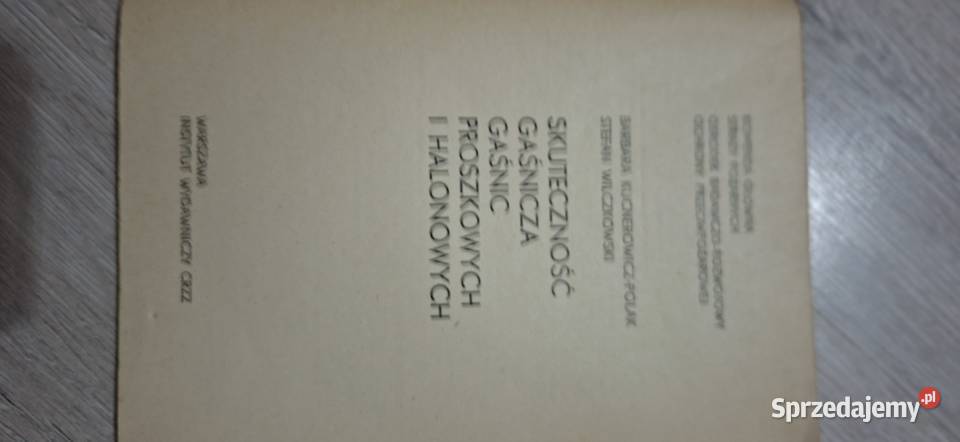 KOMENDA GŁÓWNA
STRAŻY POŻARNYCH
OŚRODEK BADAWCZO-ROZWOJOWY
OCHRONY PRZECIWPOŻAROWEJ
BARBARA KUCNEROWICZ-POLAK
STEFAN WILCZKOWSKI
SKUTECZNOŚĆ
GAŚNICZA
GAŚNIC
PROSZKOWYCH
I HALONOWYCH
WARSZAWA
INSTYTUT WYDAWNICZY CRZZ
Sprzedajemy.pl